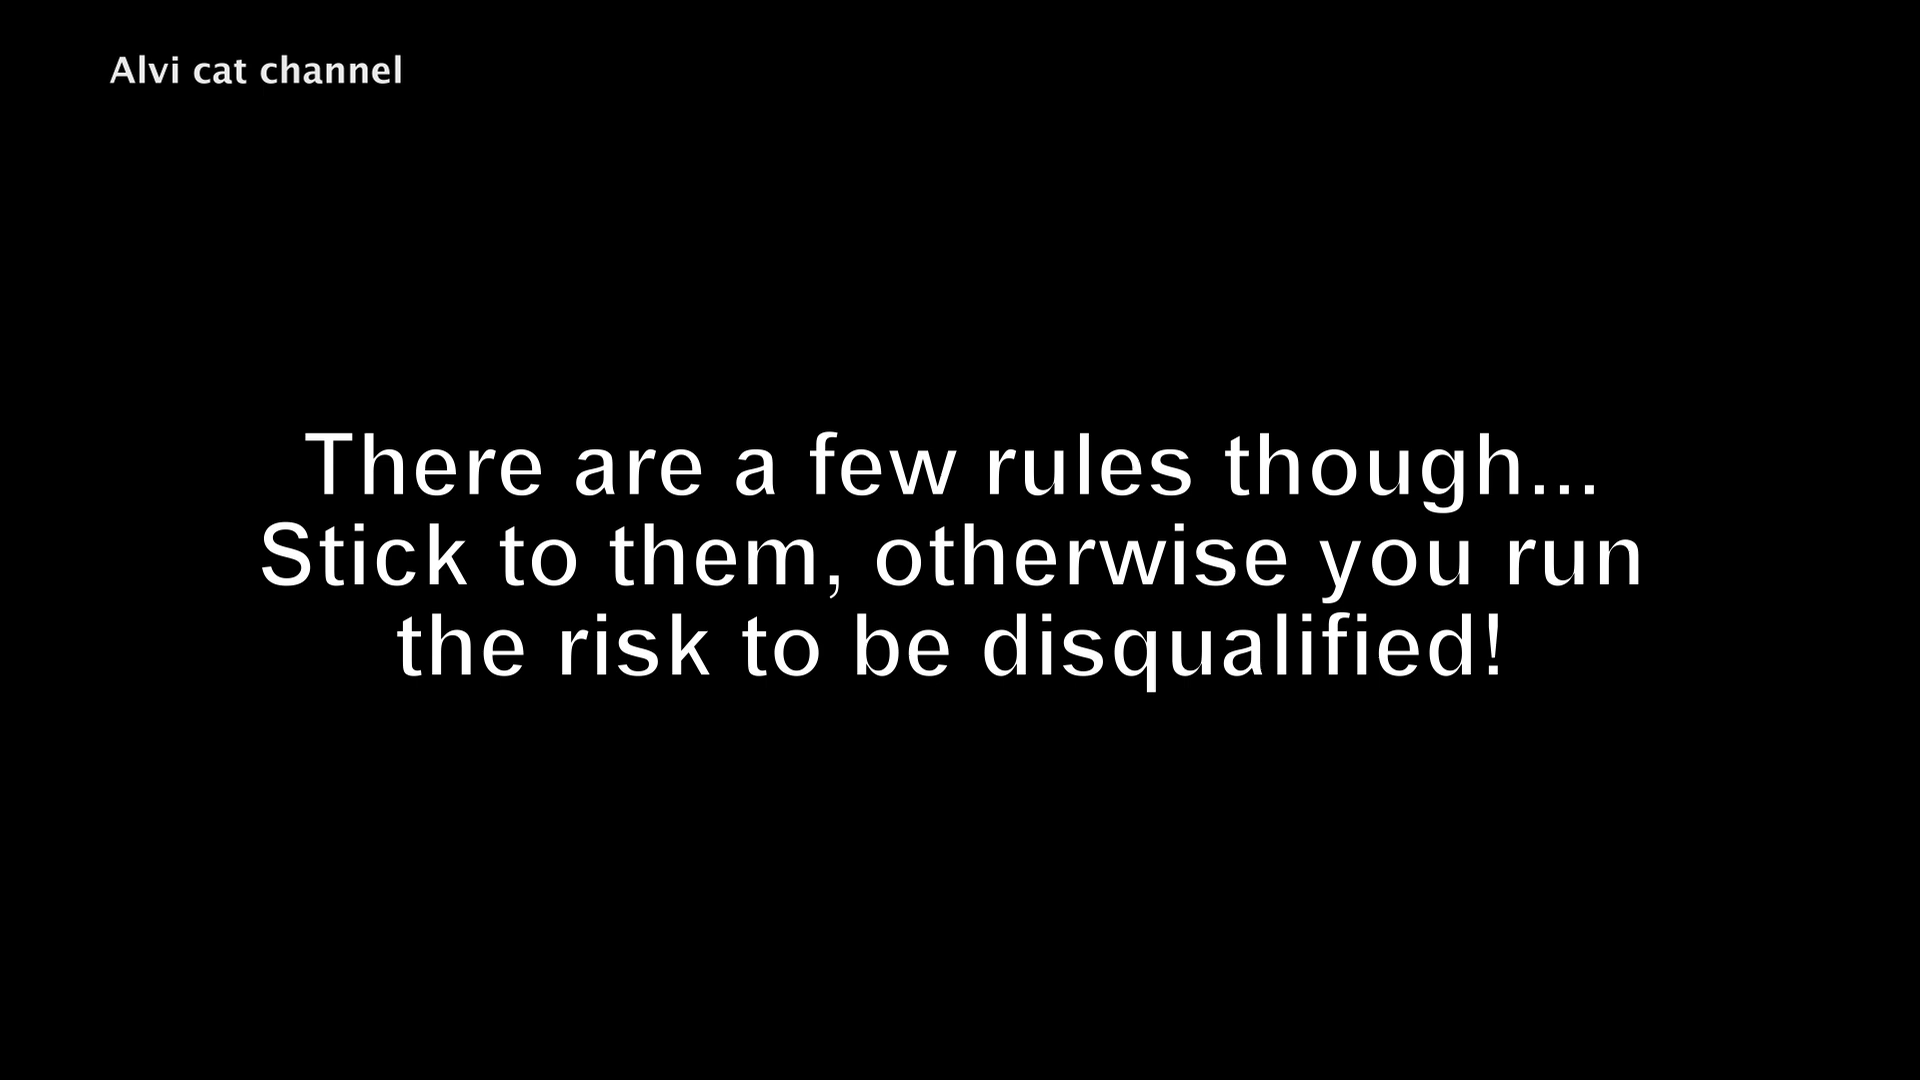 Alvi cat channel
There are a few rules though...
Stick to them, otherwise you run
the risk to be disqualified!